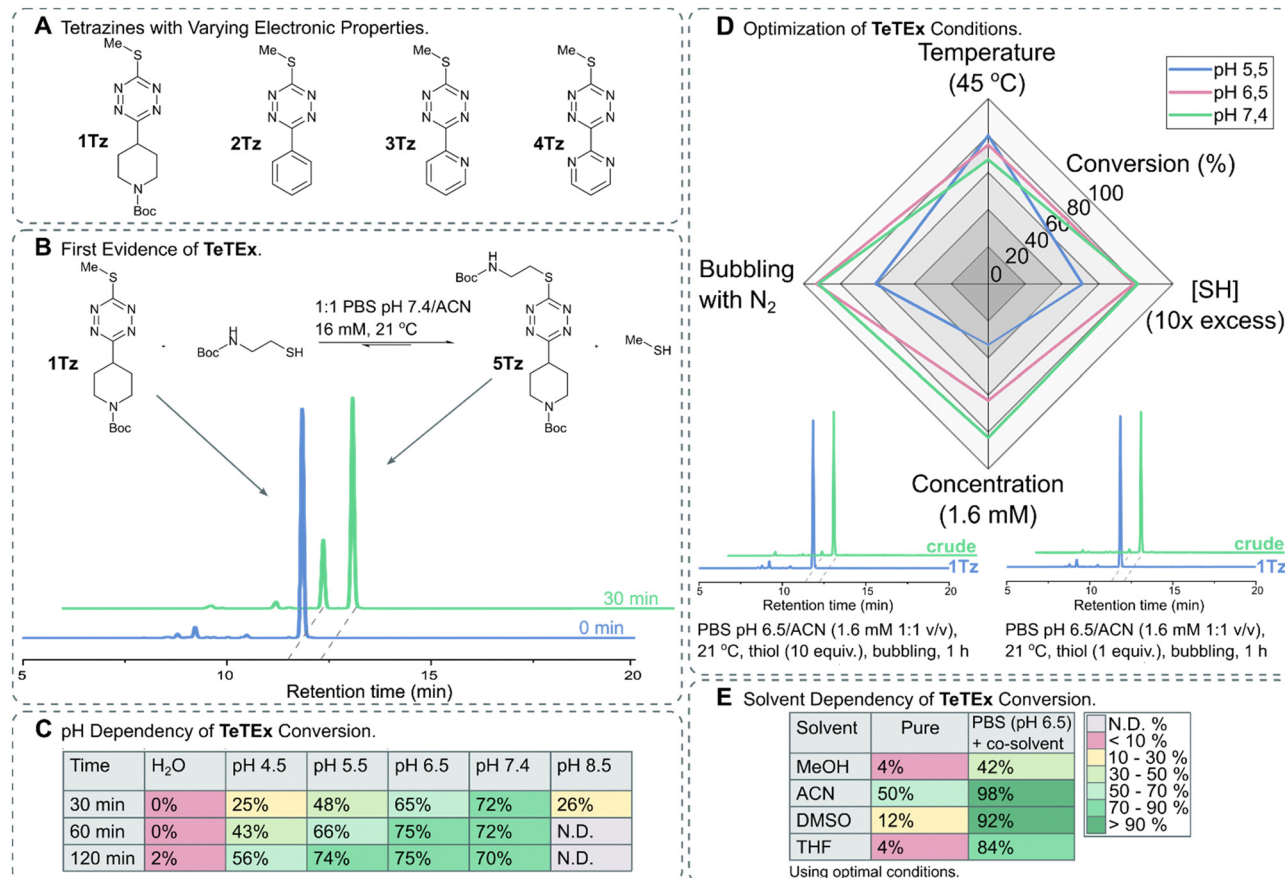 A Tetrazines with Varying Electronic Properties.
Me
S
N N
N N
1Tz
N
Boc
Me
S
N N
N N
2Tz
Me
S
N N
N N
3Tz
N
Me
S
N N
N N
4Tz
N N
B First Evidence of TeTEx.
Me
S
N N
N N
1Tz
N
Boc
Boc
H
N
SH
1:1 PBS pH 7.4/ACN
16 mM, 21 °C
Boc
H
N
S
N N
N N
5Tz
N
Boc
Me
SH
30 min
0 min
5 10 15 20
Retention time (min)
C pH Dependency of TeTEx Conversion.
Time H₂O pH 4.5 pH 5.5 pH 6.5 pH 7.4 pH 8.5
30 min 0% 25% 48% 65% 72% 26%
60 min 0% 43% 66% 75% 72% N.D.
120 min 2% 56% 74% 75% 70% N.D.
D Optimization of TeTEx Conditions.
Temperature
(45 °C)
pH 5,5
pH 6,5
pH 7,4
Conversion (%)
100
80
60
40
20
0
Bubbling
with N₂
[SH]
(10x excess)
Concentration
(1.6 mM)
crude
1Tz
5 10 15 20
Retention time (min)
PBS pH 6.5/ACN (1.6 mM 1:1 v/v),
21 °C, thiol (10 equiv.), bubbling, 1 h
crude
1Tz
5 10 15 20
Retention time (min)
PBS pH 6.5/ACN (1.6 mM 1:1 v/v),
21 °C, thiol (1 equiv.), bubbling, 1 h
E Solvent Dependency of TeTEx Conversion.
Solvent Pure PBS (pH 6.5)
+ co-solvent
MeOH 4% 42%
ACN 50% 98%
DMSO 12% 92%
THF 4% 84%
Using optimal conditions.
N.D. %
< 10 %
10 - 30 %
30 - 50 %
50 - 70 %
70 - 90 %
> 90 %